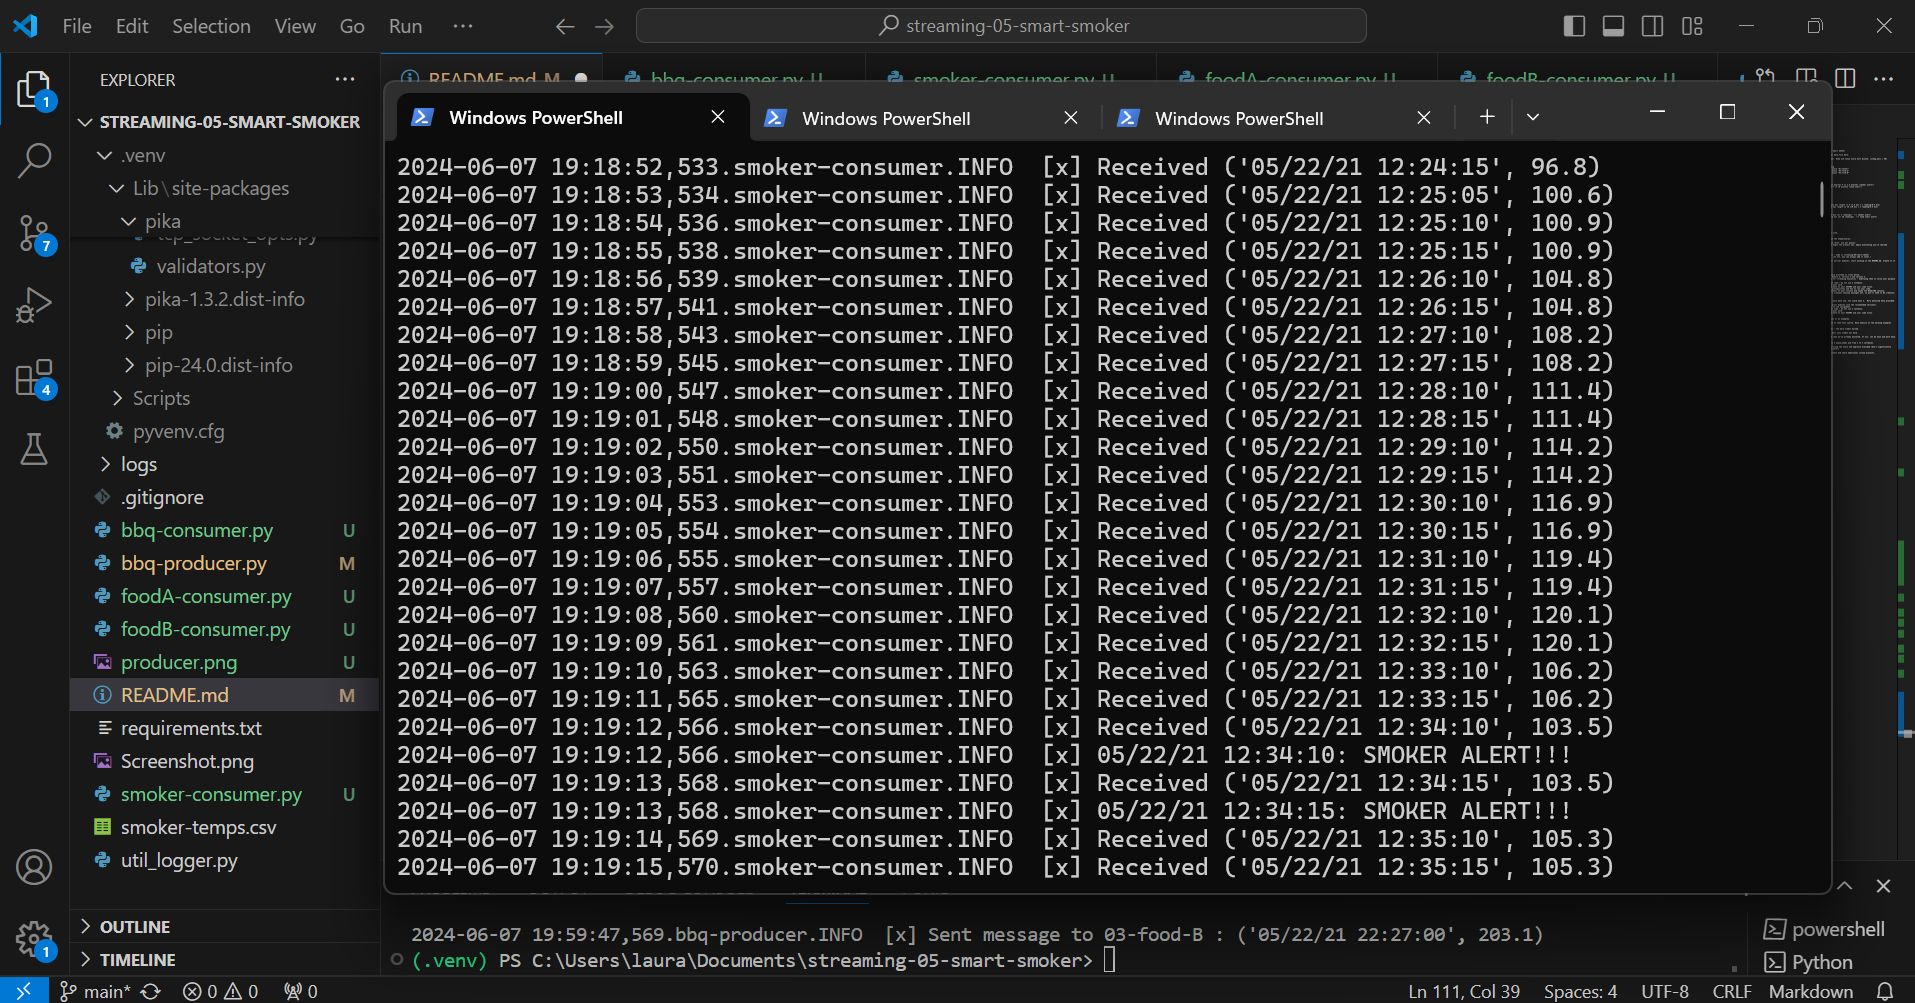 File Edit Selection View Go Run ··· streaming-05-smart-smoker
EXPLORER ···
README.md M bbq-consumer.py U smoker-consumer.py U foodA-consumer.py U foodB-consumer.py U
STREAMING-05-SMART-SMOKER
.venv
Lib\site-packages
pika
tcp_socket_opts.py
validators.py
pika-1.3.2.dist-info
pip
pip-24.0.dist-info
Scripts
pyvenv.cfg
logs
.gitignore
bbq-consumer.py U
bbq-producer.py M
foodA-consumer.py U
foodB-consumer.py U
producer.png U
README.md M
requirements.txt
Screenshot.png
smoker-consumer.py U
smoker-temps.csv
util_logger.py
OUTLINE
TIMELINE
1
7
4
1
Windows PowerShell Windows PowerShell Windows PowerShell
2024-06-07 19:18:52,533.smoker-consumer.INFO [x] Received ('05/22/21 12:24:15', 96.8)
2024-06-07 19:18:53,534.smoker-consumer.INFO [x] Received ('05/22/21 12:25:05', 100.6)
2024-06-07 19:18:54,536.smoker-consumer.INFO [x] Received ('05/22/21 12:25:10', 100.9)
2024-06-07 19:18:55,538.smoker-consumer.INFO [x] Received ('05/22/21 12:25:15', 100.9)
2024-06-07 19:18:56,539.smoker-consumer.INFO [x] Received ('05/22/21 12:26:10', 104.8)
2024-06-07 19:18:57,541.smoker-consumer.INFO [x] Received ('05/22/21 12:26:15', 104.8)
2024-06-07 19:18:58,543.smoker-consumer.INFO [x] Received ('05/22/21 12:27:10', 108.2)
2024-06-07 19:18:59,545.smoker-consumer.INFO [x] Received ('05/22/21 12:27:15', 108.2)
2024-06-07 19:19:00,547.smoker-consumer.INFO [x] Received ('05/22/21 12:28:10', 111.4)
2024-06-07 19:19:01,548.smoker-consumer.INFO [x] Received ('05/22/21 12:28:15', 111.4)
2024-06-07 19:19:02,550.smoker-consumer.INFO [x] Received ('05/22/21 12:29:10', 114.2)
2024-06-07 19:19:03,551.smoker-consumer.INFO [x] Received ('05/22/21 12:29:15', 114.2)
2024-06-07 19:19:04,553.smoker-consumer.INFO [x] Received ('05/22/21 12:30:10', 116.9)
2024-06-07 19:19:05,554.smoker-consumer.INFO [x] Received ('05/22/21 12:30:15', 116.9)
2024-06-07 19:19:06,555.smoker-consumer.INFO [x] Received ('05/22/21 12:31:10', 119.4)
2024-06-07 19:19:07,557.smoker-consumer.INFO [x] Received ('05/22/21 12:31:15', 119.4)
2024-06-07 19:19:08,560.smoker-consumer.INFO [x] Received ('05/22/21 12:32:10', 120.1)
2024-06-07 19:19:09,561.smoker-consumer.INFO [x] Received ('05/22/21 12:32:15', 120.1)
2024-06-07 19:19:10,563.smoker-consumer.INFO [x] Received ('05/22/21 12:33:10', 106.2)
2024-06-07 19:19:11,565.smoker-consumer.INFO [x] Received ('05/22/21 12:33:15', 106.2)
2024-06-07 19:19:12,566.smoker-consumer.INFO [x] Received ('05/22/21 12:34:10', 103.5)
2024-06-07 19:19:12,566.smoker-consumer.INFO [x] 05/22/21 12:34:10: SMOKER ALERT!!!
2024-06-07 19:19:13,568.smoker-consumer.INFO [x] Received ('05/22/21 12:34:15', 103.5)
2024-06-07 19:19:13,568.smoker-consumer.INFO [x] 05/22/21 12:34:15: SMOKER ALERT!!!
2024-06-07 19:19:14,569.smoker-consumer.INFO [x] Received ('05/22/21 12:35:10', 105.3)
2024-06-07 19:19:15,570.smoker-consumer.INFO [x] Received ('05/22/21 12:35:15', 105.3)
2024-06-07 19:59:47,569.bbq-producer.INFO [x] Sent message to 03-food-B : ('05/22/21 22:27:00', 203.1)
(.venv) PS C:\Users\laura\Documents\streaming-05-smart-smoker>
powershell
Python
main* 0 0 0 Ln 111, Col 39 Spaces: 4 UTF-8 CRLF Markdown